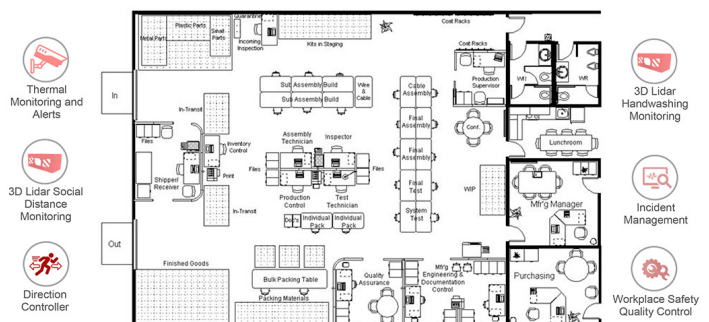 Thermal
Monitoring and
Alerts
3D Lidar Social
Distance
Monitoring
Direction
Controller
Metal Parts
Plastic Parts
Small
Parts
Quarantine
Incoming
Inspection
Kits in Staging
Coat Racks
Coat Racks
In
In-Transit
Sub Assembly Build
Sub Assembly Build
Wire
&
Cable
Cable
Assembly
Final
Assembly
Final
Assembly
Final
Test
System
Test
Production
Supervisor
WR
WR
Conf.
Lunchroom
Files
Inventory
Control
Shipper/
Receiver
Print
In-Transit
Assembly
Technician
Inspector
Files
Files
Production
Control
Test
Technician
WIP
Doc's
Individual
Pack
Individual
Pack
Mfr'g Manager
Out
Finished Goods
Bulk Packing Table
Packing Materials
Quality
Assurance
Mfr'g
Engineering &
Documentation
Control
Purchasing
3D Lidar
Handwashing
Monitoring
Incident
Management
Workplace Safety
Quality Control